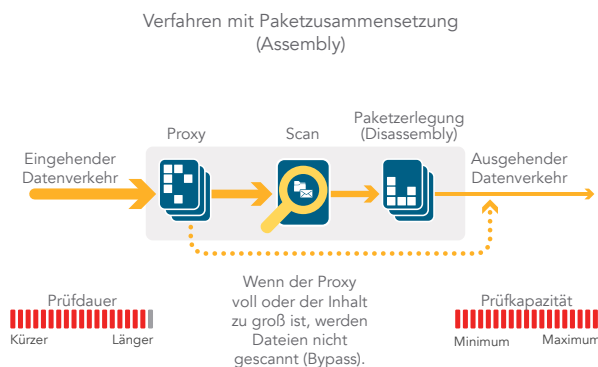 Verfahren mit Paketzusammensetzung
(Assembly)
Paketzerlegung
(Disassembly)
Proxy
Scan
Eingehender
Datenverkehr
Ausgehender
Datenverkehr
Wenn der Proxy
voll oder der Inhalt
zu groß ist, werden
Dateien nicht
gescannt (Bypass).
Prüfdauer
Kürzer
Länger
Prüfkapazität
Minimum
Maximum